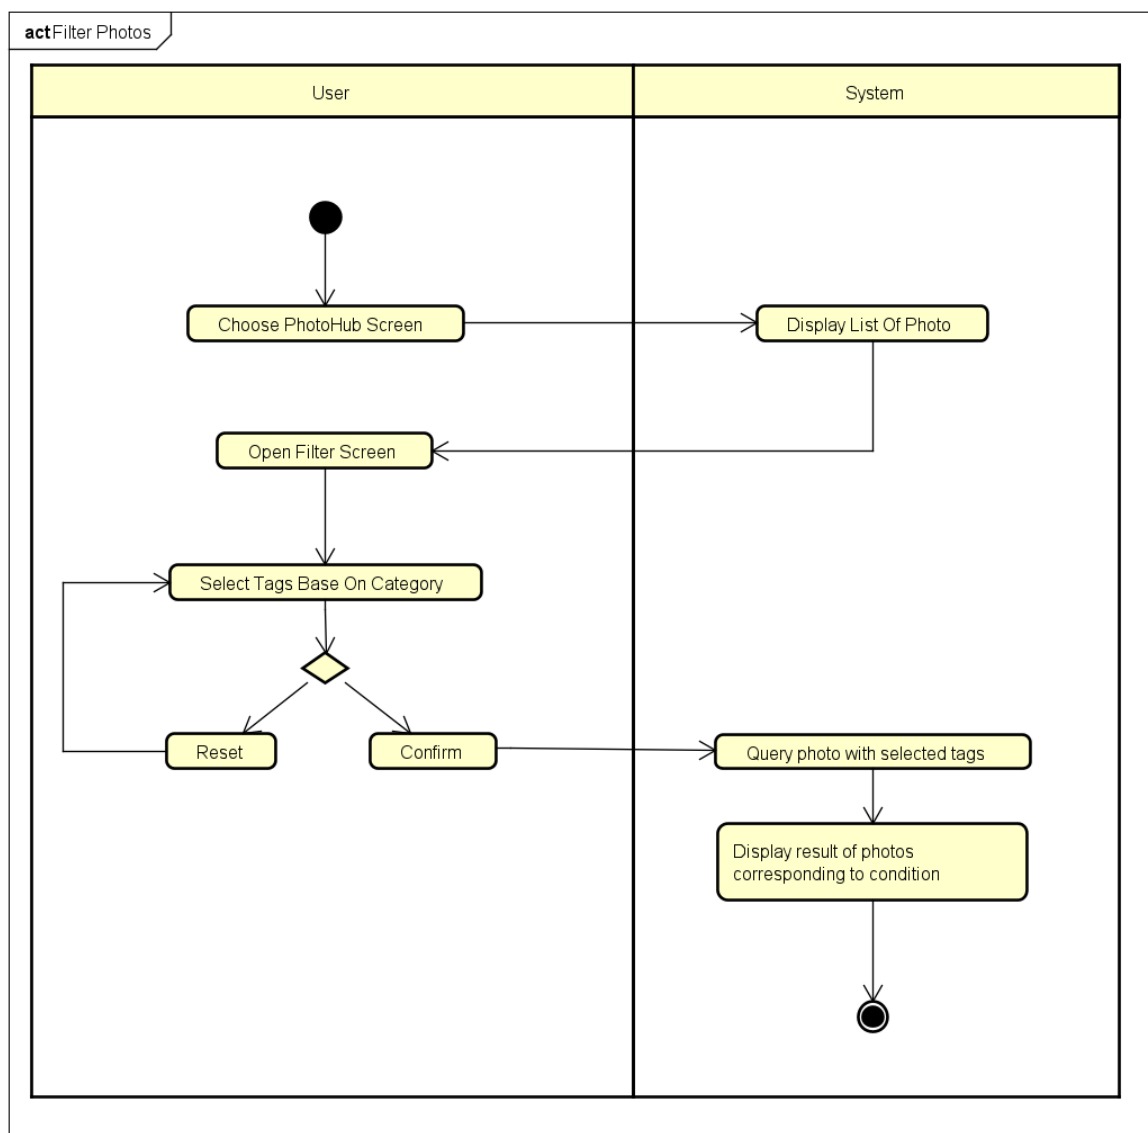 act Filter Photos
User
System
Choose PhotoHub Screen
Display List Of Photo
Open Filter Screen
Select Tags Base On Category
Reset
Confirm
Query photo with selected tags
Display result of photos
corresponding to condition